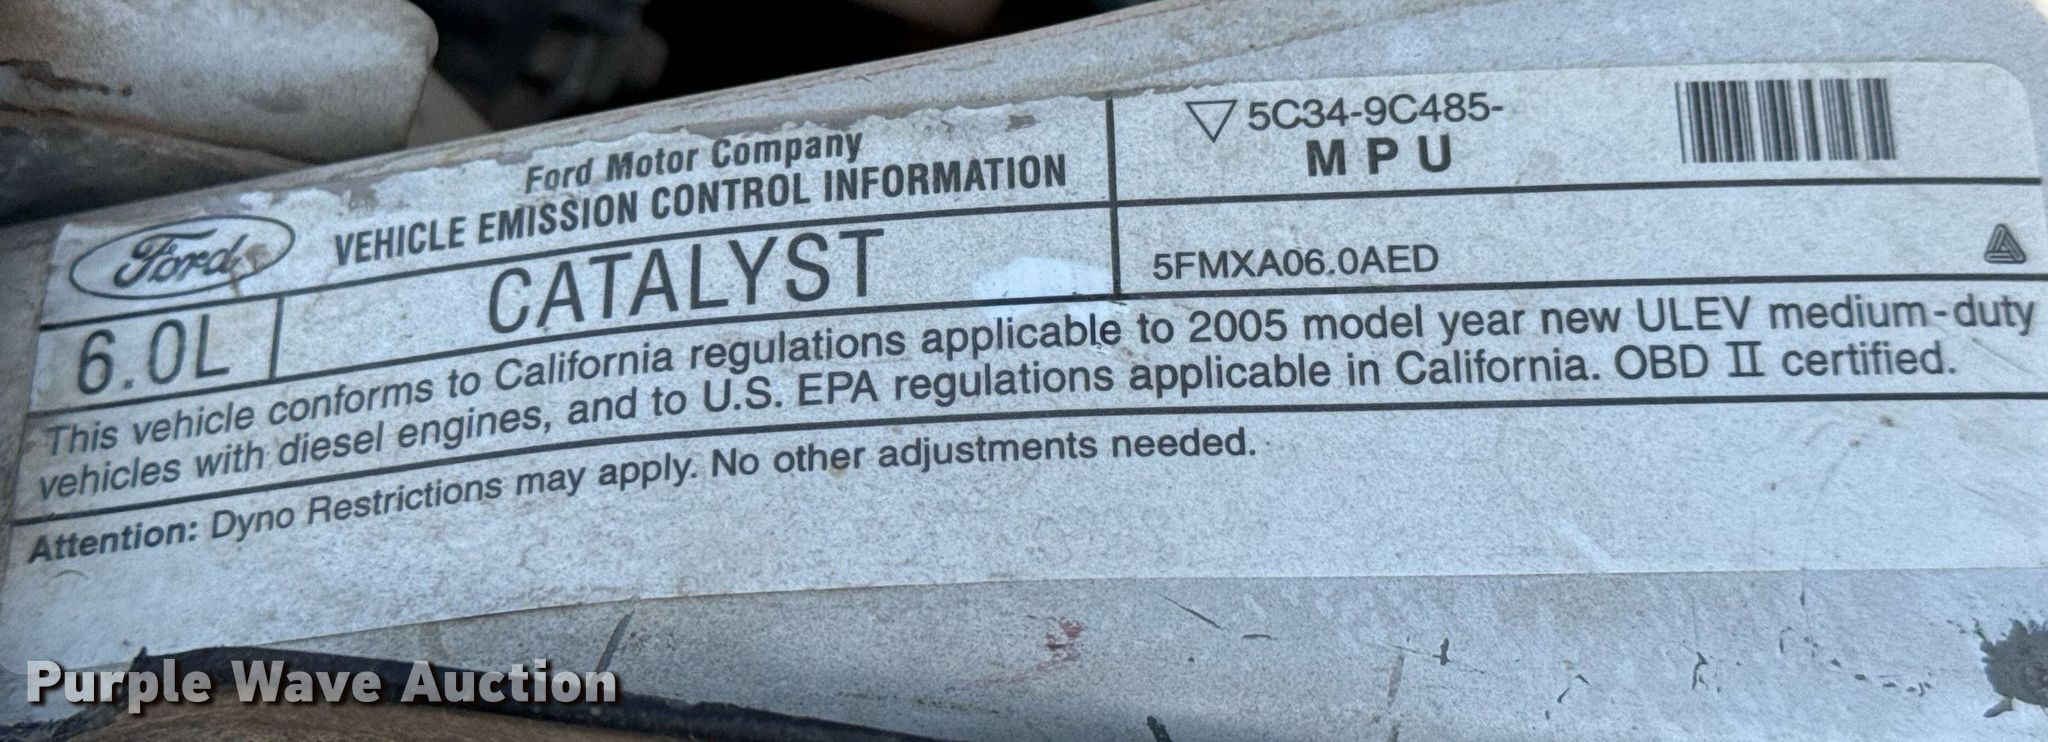 Ford Motor Company
VEHICLE EMISSION CONTROL INFORMATION
Ford
6.0L
CATALYST
5C34-9C485-
MPU
5FMXA06.0AED
This vehicle conforms to California regulations applicable to 2005 model year new ULEV medium-duty
vehicles with diesel engines, and to U.S. EPA regulations applicable in California. OBD II certified.
Attention: Dyno Restrictions may apply. No other adjustments needed.
Purple Wave Auction